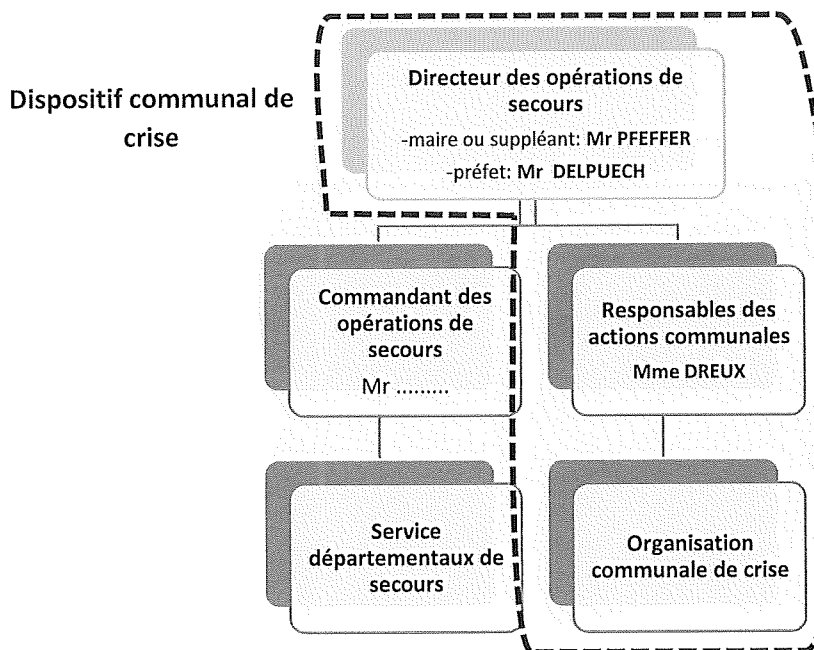 Dispositif communal de
crise
Directeur des opérations de
secours
-maire ou suppléant: Mr PFEFFER
-préfet: Mr DELPUECH
Commandant des
opérations de
secours
Mr .........
Responsables des
actions communales
Mme DREUX
Service
départementaux de
secours
Organisation
communale de crise